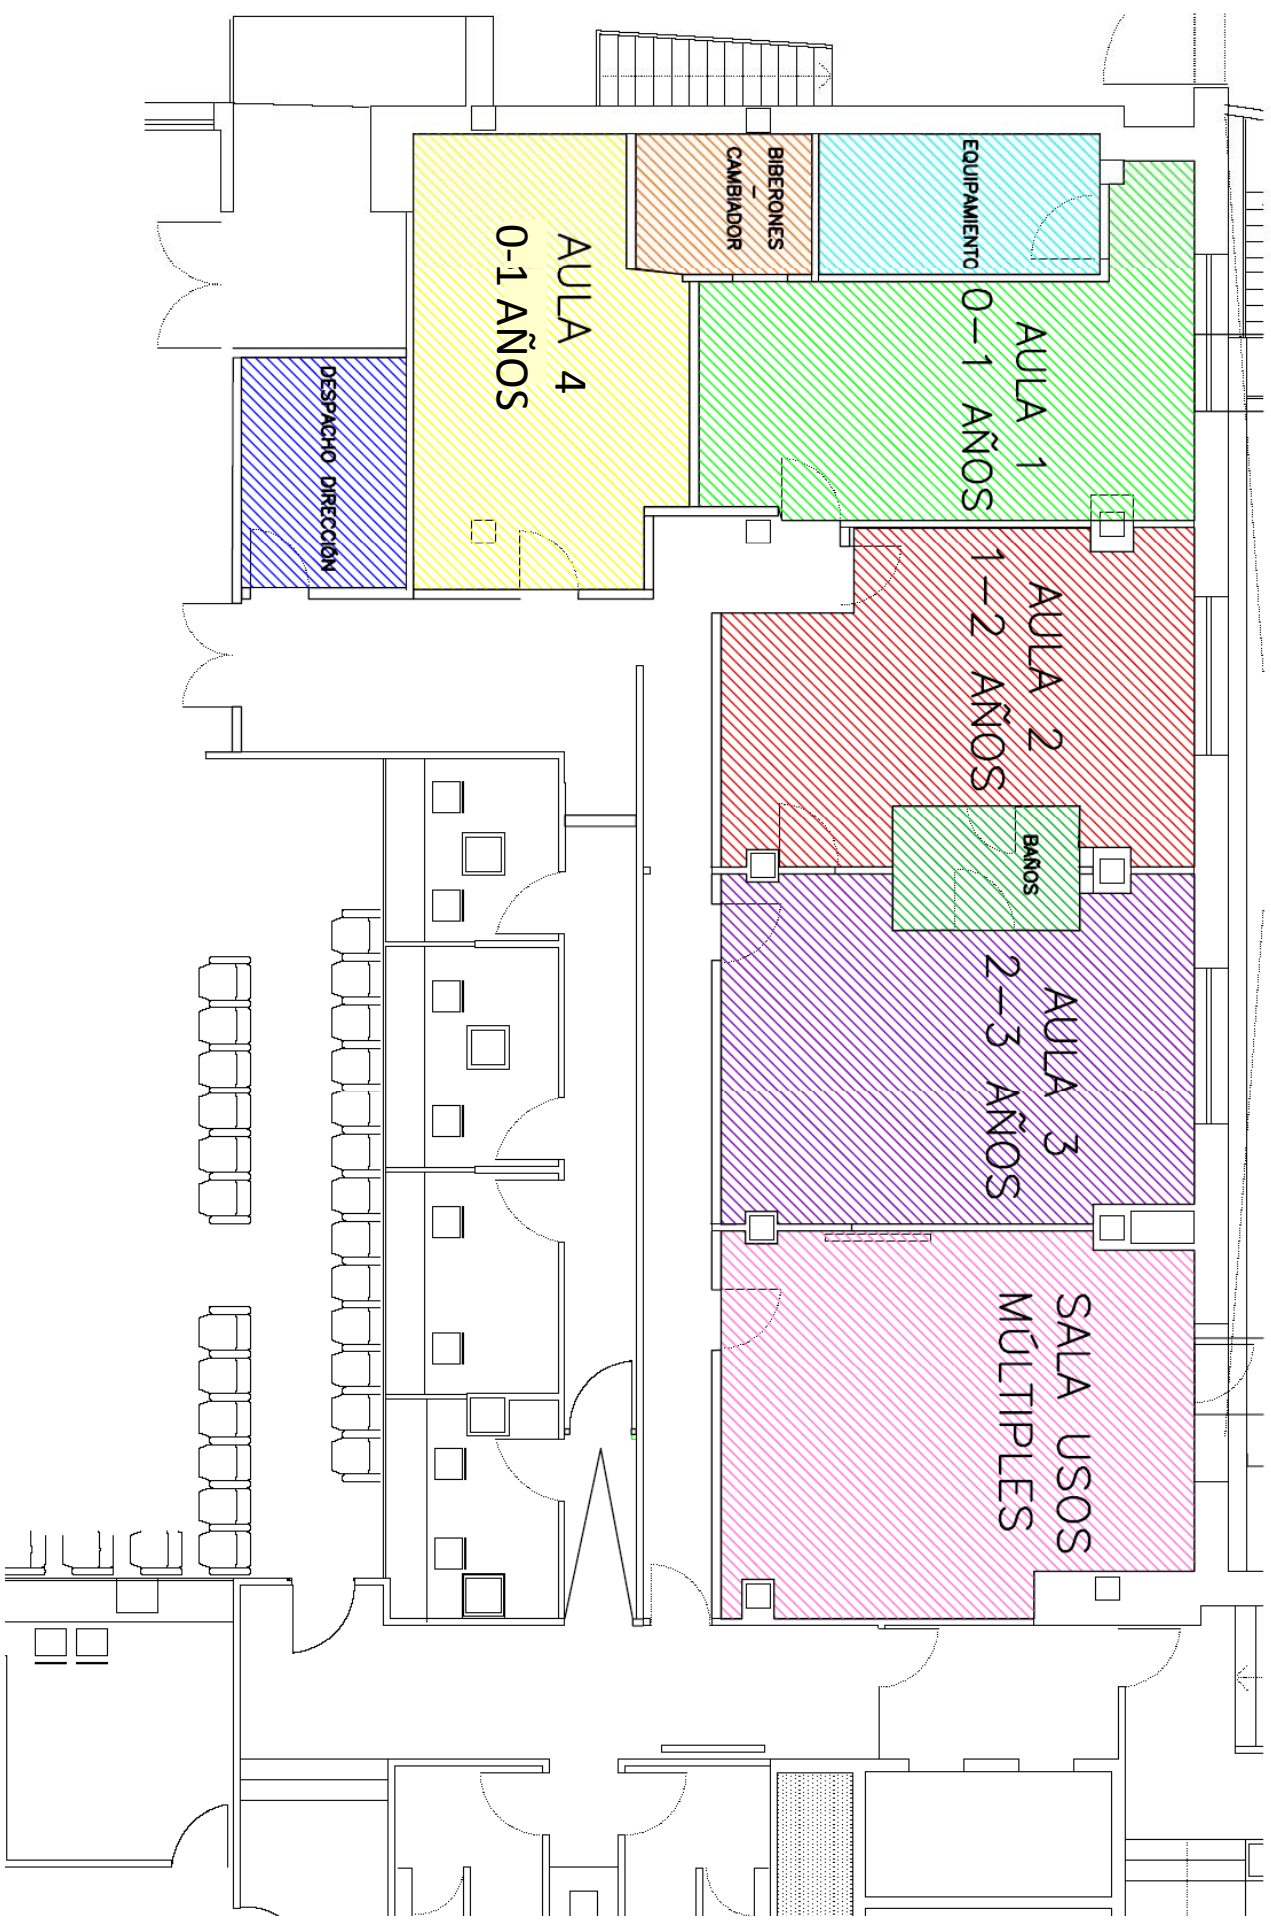 BIBERONES
–
CAMBIADOR
EQUIPAMIENTO
AULA 4
0-1 AÑOS
AULA 1
0–1 AÑOS
DESPACHO DIRECCIÓN
AULA 2
1–2 AÑOS
BAÑOS
AULA 3
2–3 AÑOS
SALA USOS
MÚLTIPLES